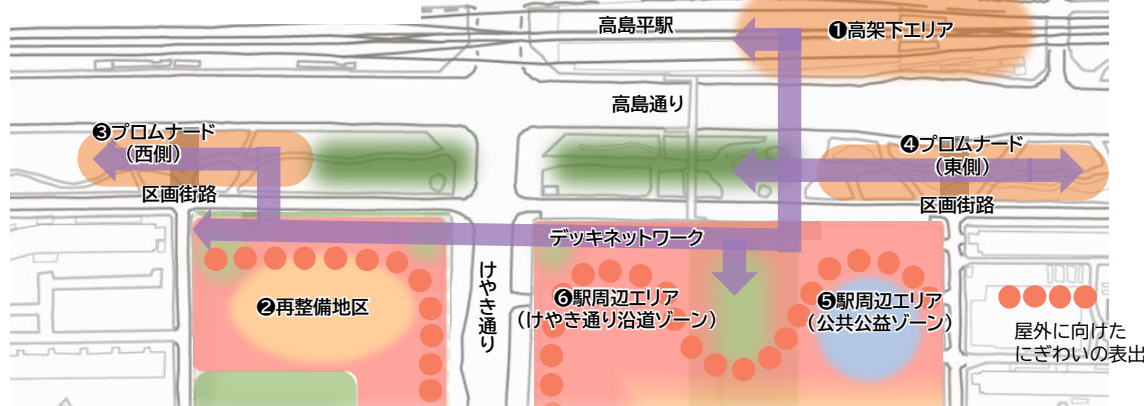 高島平駅
❶高架下エリア
高島通り
❸プロムナード
（西側）
❹プロムナード
（東側）
区画街路
区画街路
デッキネットワーク
けやき通り
❷再整備地区
❻駅周辺エリア
（けやき通り沿道ゾーン）
❺駅周辺エリア
（公共公益ゾーン）
屋外に向けた
にぎわいの表出